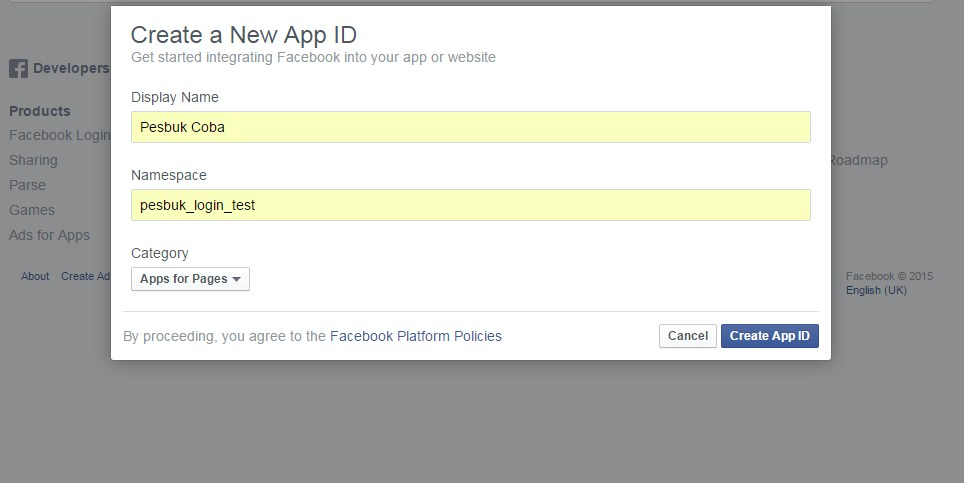 Create a New App ID
Get started integrating Facebook into your app or website
Display Name
Pesbuk Coba
Namespace
pesbuk_login_test
Category
Apps for Pages
By proceeding, you agree to the Facebook Platform Policies
Cancel
Create App ID
Developers
Products
Facebook Login
Sharing
Parse
Games
Ads for Apps
Roadmap
About Create Ad
Facebook © 2015
English (UK)